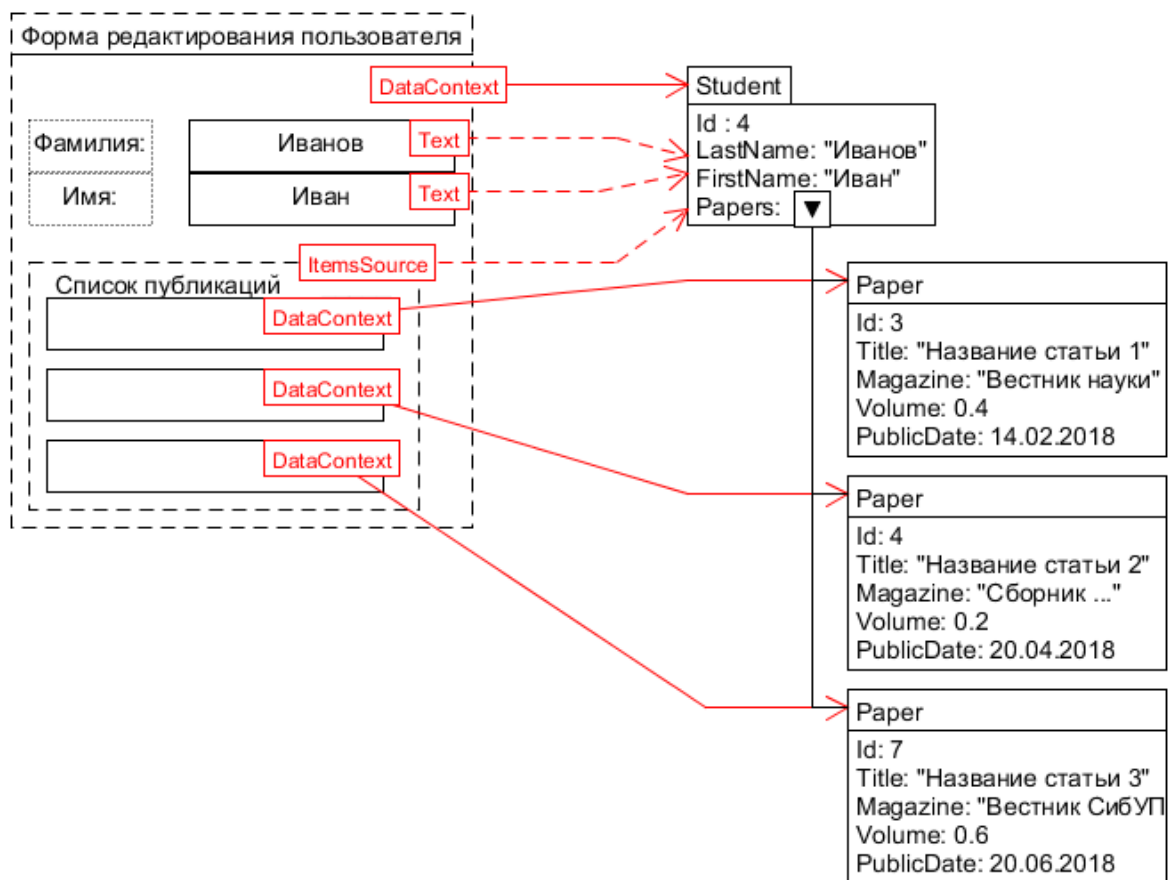 Форма редактирования пользователя
DataContext
Фамилия:
Иванов
Text
Имя:
Иван
Text
ItemsSource
Список публикаций
DataContext
DataContext
DataContext
Student
Id : 4
LastName: "Иванов"
FirstName: "Иван"
Papers:
Paper
Id: 3
Title: "Название статьи 1"
Magazine: "Вестник науки"
Volume: 0.4
PublicDate: 14.02.2018
Paper
Id: 4
Title: "Название статьи 2"
Magazine: "Сборник ..."
Volume: 0.2
PublicDate: 20.04.2018
Paper
Id: 7
Title: "Название статьи 3"
Magazine: "Вестник СибУП
Volume: 0.6
PublicDate: 20.06.2018